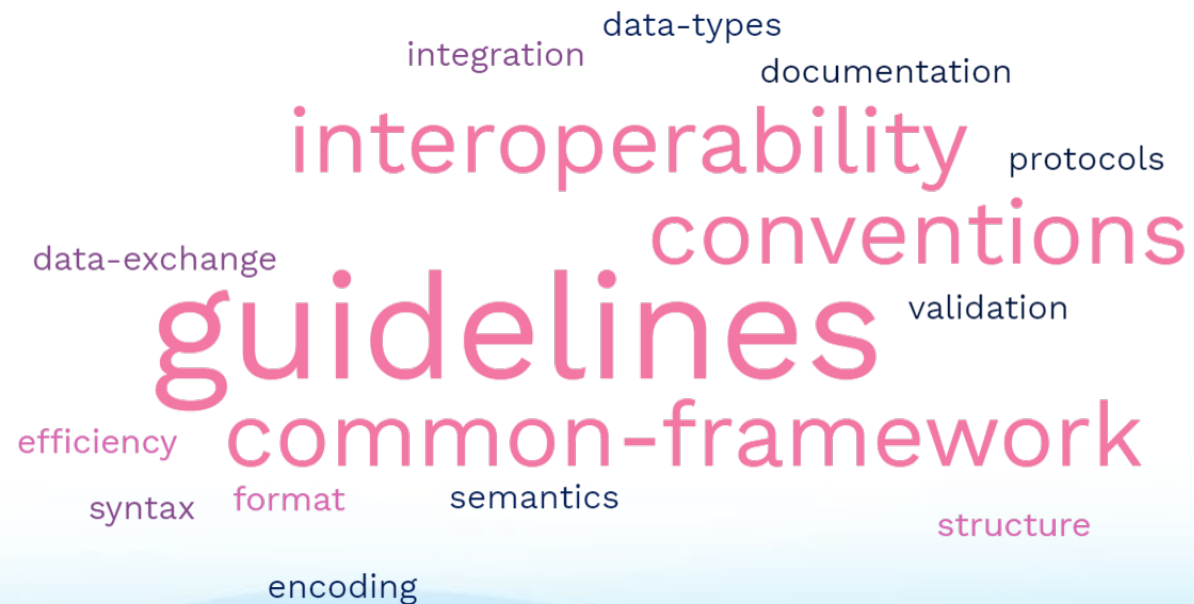 data-types
integration
documentation
interoperability
protocols
conventions
data-exchange
guidelines
validation
common-framework
efficiency
format
semantics
syntax
structure
encoding